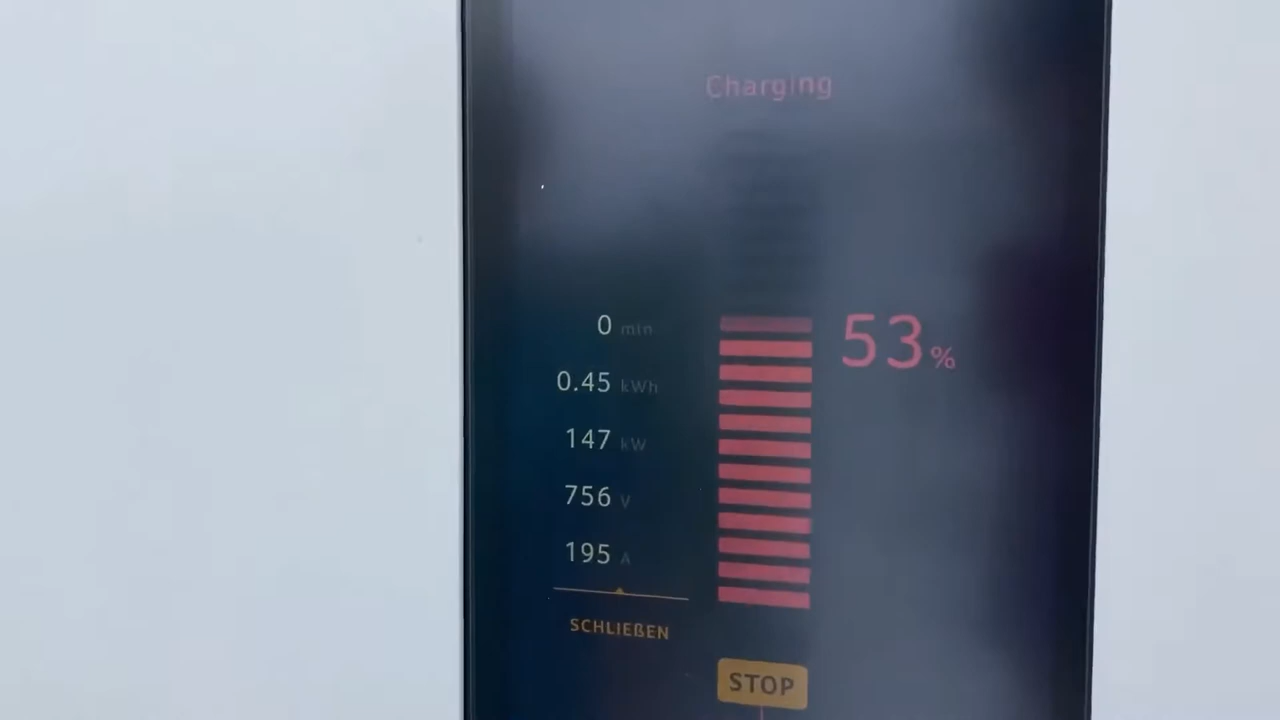 Charging
0 min
53%
0.45 kWh
147 kW
756 V
195 A
SCHLIEßEN
STOP